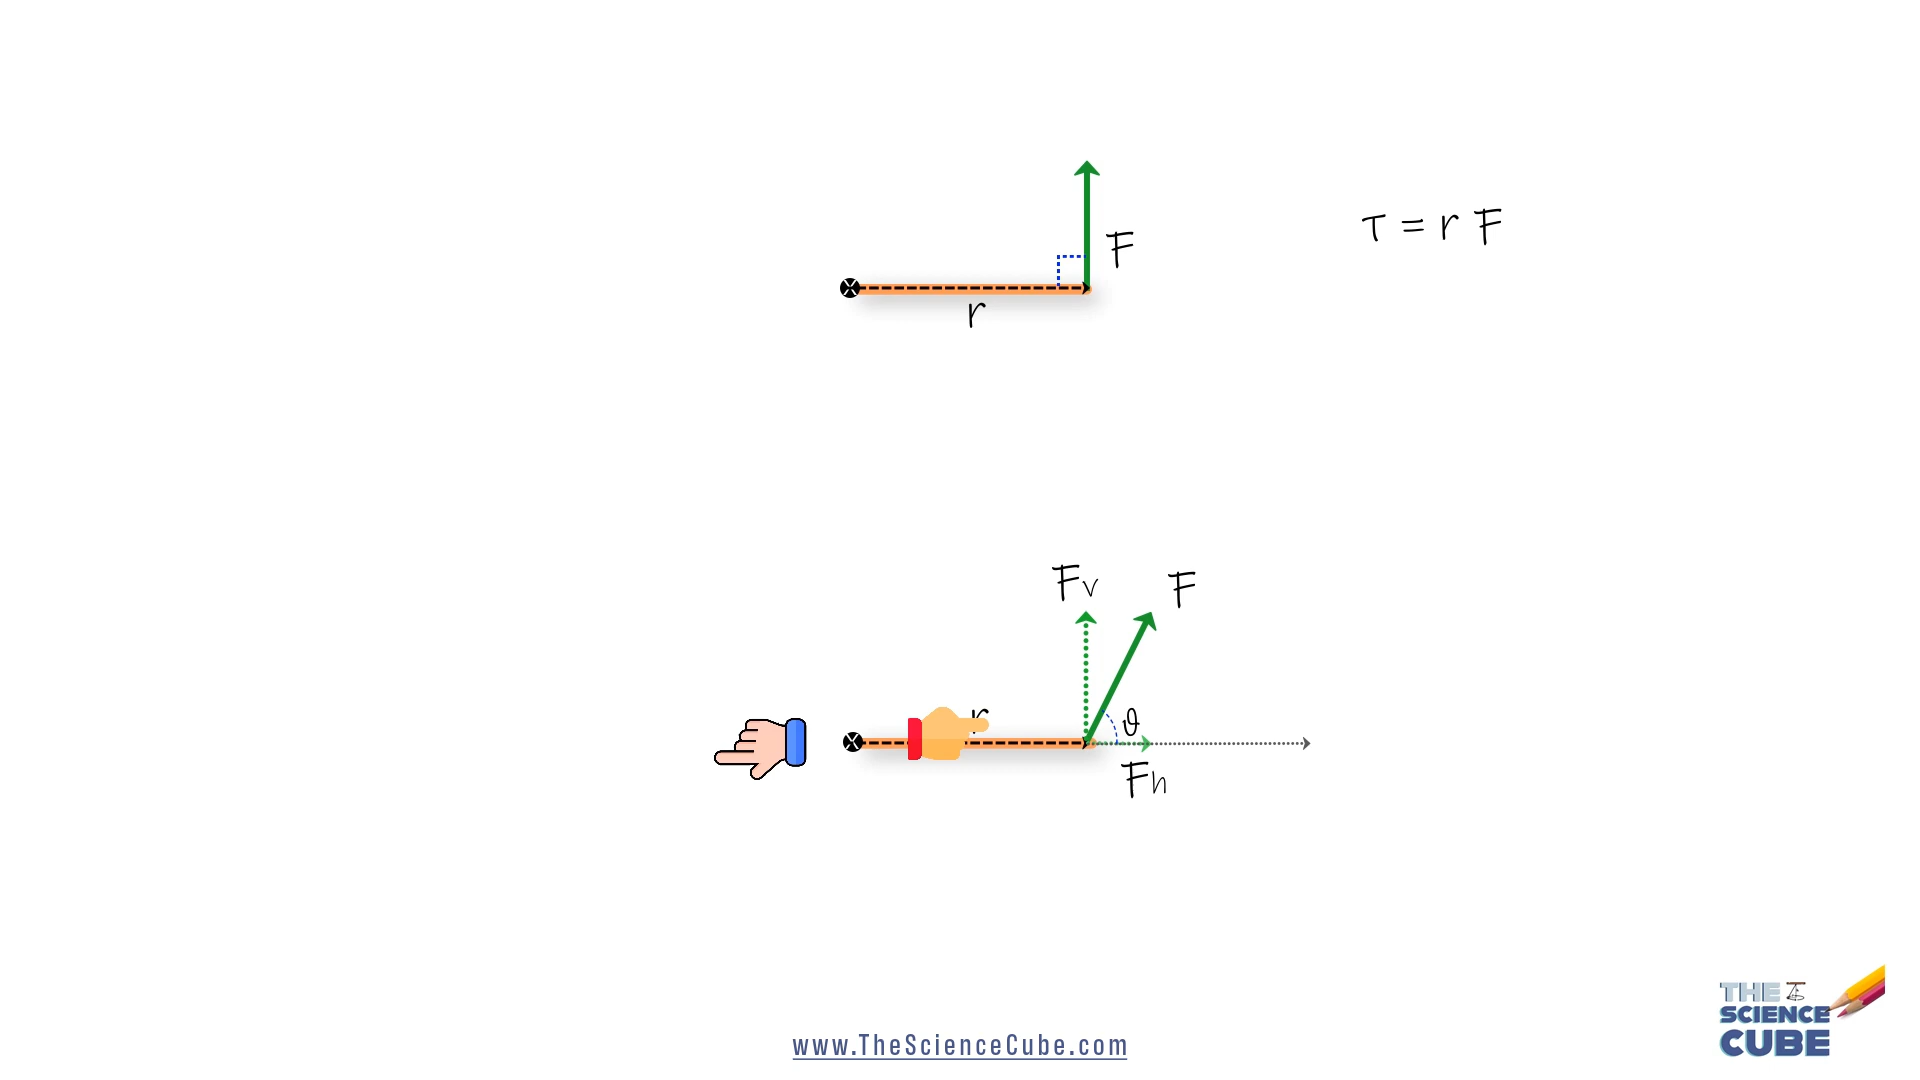 F
τ = r F
r
Fv
F
r
ϑ
Fh
THE
SCIENCE
CUBE
www.TheScienceCube.com